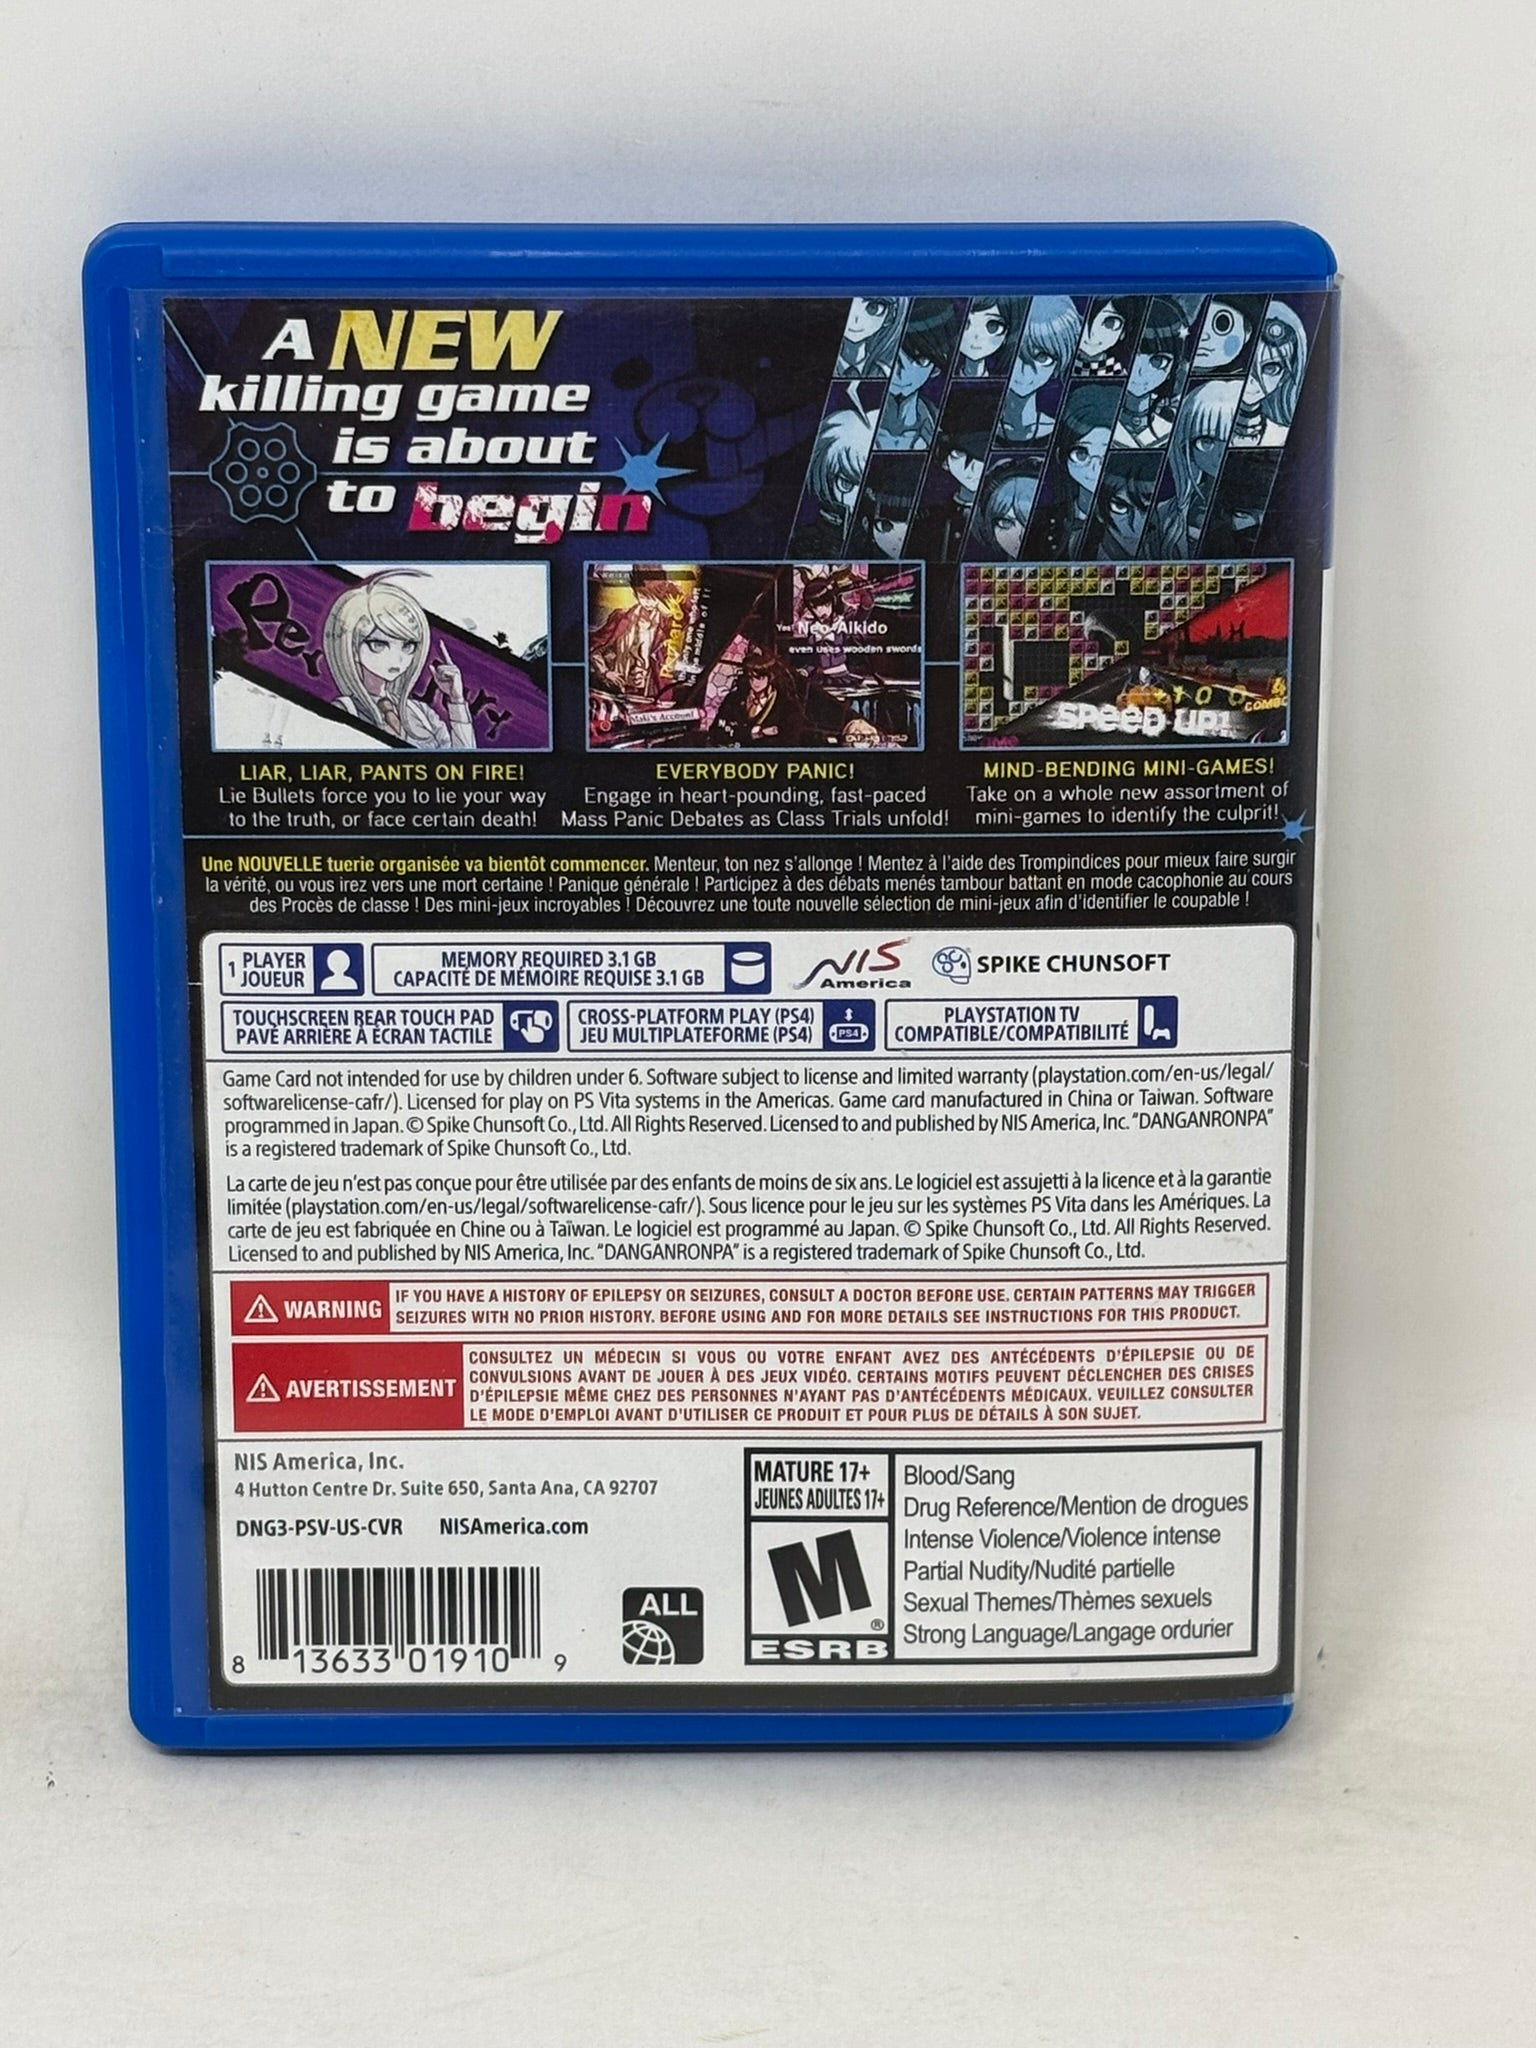 A NEW
killing game
is about
to begin
Per
jury
Neo-Aikido
even uses wooden swords
Maki's Account
SPEED UP!
100
4
COMBO
LIAR, LIAR, PANTS ON FIRE!
Lie Bullets force you to lie your way
to the truth, or face certain death!
EVERYBODY PANIC!
Engage in heart-pounding, fast-paced
Mass Panic Debates as Class Trials unfold!
MIND-BENDING MINI-GAMES!
Take on a whole new assortment of
mini-games to identify the culprit!
Une NOUVELLE tuerie organisée va bientôt commencer. Menteur, ton nez s'allonge ! Mentez à l'aide des Trompindices pour mieux faire surgir
la vérité, ou vous irez vers une mort certaine ! Panique générale ! Participez à des débats menés tambour battant en mode cacophonie au cours
des Procès de classe ! Des mini-jeux incroyables ! Découvrez une toute nouvelle sélection de mini-jeux afin d'identifier le coupable !
1 PLAYER
JOUEUR
MEMORY REQUIRED 3.1 GB
CAPACITÉ DE MÉMOIRE REQUISE 3.1 GB
NIS
America
SPIKE CHUNSOFT
TOUCHSCREEN REAR TOUCH PAD
PAVÉ ARRIÈRE À ÉCRAN TACTILE
CROSS-PLATFORM PLAY (PS4)
JEU MULTIPLATEFORME (PS4)
PS4
PLAYSTATION TV
COMPATIBLE/COMPATIBILITÉ
Game Card not intended for use by children under 6. Software subject to license and limited warranty (playstation.com/en-us/legal/
softwarelicense-cafr/). Licensed for play on PS Vita systems in the Americas. Game card manufactured in China or Taiwan. Software
programmed in Japan. © Spike Chunsoft Co., Ltd. All Rights Reserved. Licensed to and published by NIS America, Inc. "DANGANRONPA"
is a registered trademark of Spike Chunsoft Co., Ltd.
La carte de jeu n'est pas conçue pour être utilisée par des enfants de moins de six ans. Le logiciel est assujetti à la licence et à la garantie
limitée (playstation.com/en-us/legal/softwarelicense-cafr/). Sous licence pour le jeu sur les systèmes PS Vita dans les Amériques. La
carte de jeu est fabriquée en Chine ou à Taïwan. Le logiciel est programmé au Japan. © Spike Chunsoft Co., Ltd. All Rights Reserved.
Licensed to and published by NIS America, Inc. "DANGANRONPA" is a registered trademark of Spike Chunsoft Co., Ltd.
WARNING
IF YOU HAVE A HISTORY OF EPILEPSY OR SEIZURES, CONSULT A DOCTOR BEFORE USE. CERTAIN PATTERNS MAY TRIGGER
SEIZURES WITH NO PRIOR HISTORY. BEFORE USING AND FOR MORE DETAILS SEE INSTRUCTIONS FOR THIS PRODUCT.
AVERTISSEMENT
CONSULTEZ UN MÉDECIN SI VOUS OU VOTRE ENFANT AVEZ DES ANTÉCÉDENTS D'ÉPILEPSIE OU DE
CONVULSIONS AVANT DE JOUER À DES JEUX VIDÉO. CERTAINS MOTIFS PEUVENT DÉCLENCHER DES CRISES
D'ÉPILEPSIE MÊME CHEZ DES PERSONNES N'AYANT PAS D'ANTÉCÉDENTS MÉDICAUX. VEUILLEZ CONSULTER
LE MODE D'EMPLOI AVANT D'UTILISER CE PRODUIT ET POUR PLUS DE DÉTAILS À SON SUJET.
NIS America, Inc.
4 Hutton Centre Dr. Suite 650, Santa Ana, CA 92707
DNG3-PSV-US-CVR NISAmerica.com
8 13633 01910 9
ALL
MATURE 17+
JEUNES ADULTES 17+
M
®
ESRB
Blood/Sang
Drug Reference/Mention de drogues
Intense Violence/Violence intense
Partial Nudity/Nudité partielle
Sexual Themes/Thèmes sexuels
Strong Language/Langage ordurier